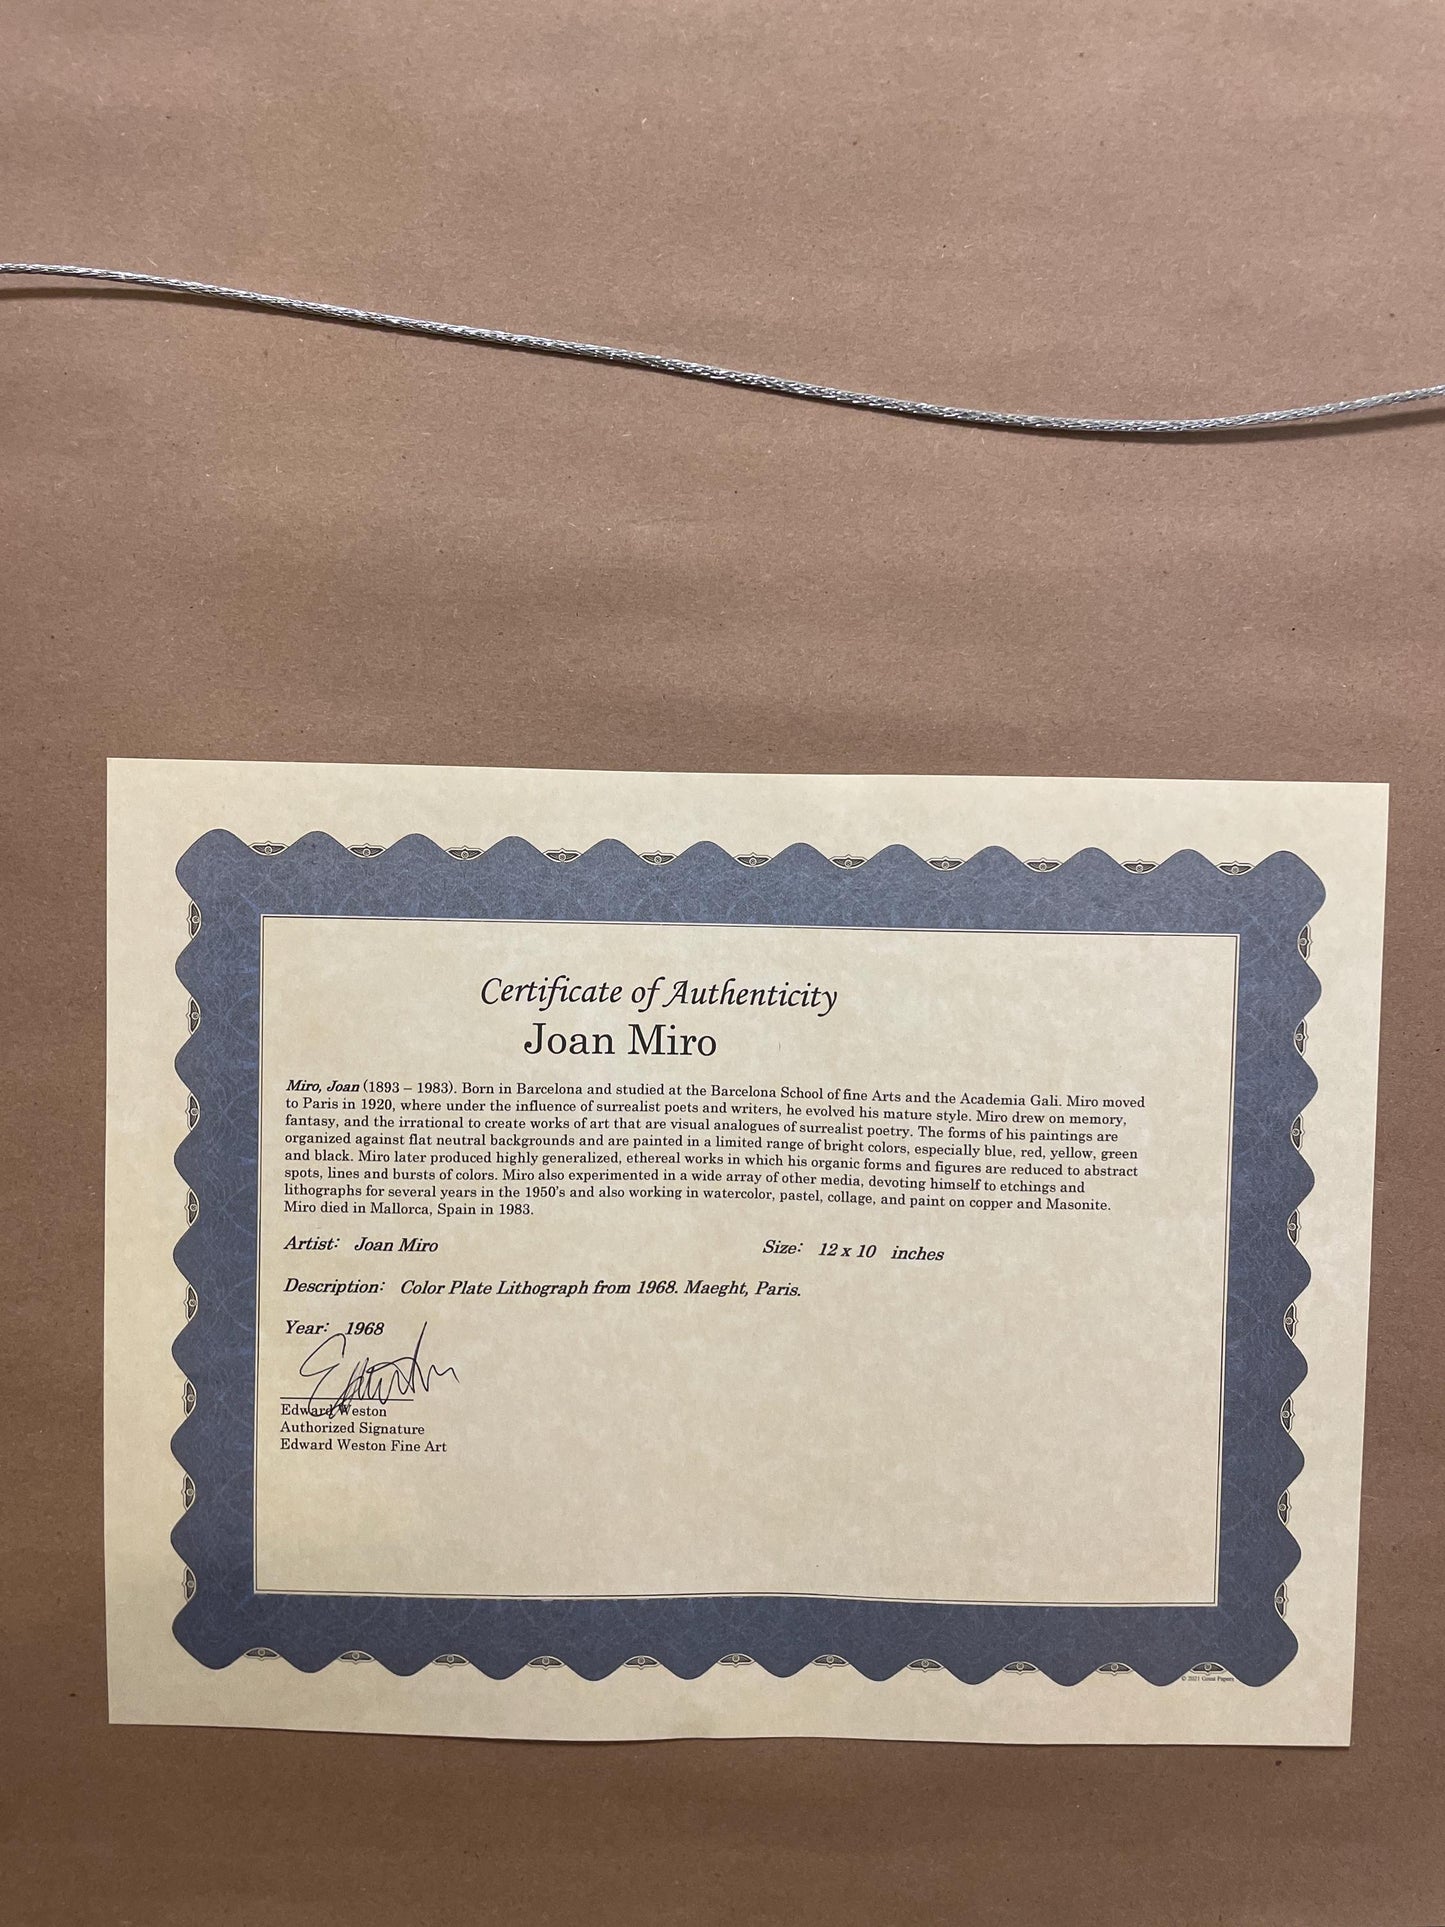 Certificate of Authenticity
Joan Miro
Miro, Joan (1893 – 1983). Born in Barcelona and studied at the Barcelona School of fine Arts and the Academia Gali. Miro moved
to Paris in 1920, where under the influence of surrealist poets and writers, he evolved his mature style. Miro drew on memory,
fantasy, and the irrational to create works of art that are visual analogues of surrealist poetry. The forms of his paintings are
organized against flat neutral backgrounds and are painted in a limited range of bright colors, especially blue, red, yellow, green
and black. Miro later produced highly generalized, ethereal works in which his organic forms and figures are reduced to abstract
spots, lines and bursts of colors. Miro also experimented in a wide array of other media, devoting himself to etchings and
lithographs for several years in the 1950's and also working in watercolor, pastel, collage, and paint on copper and Masonite.
Miro died in Mallorca, Spain in 1983.
Artist: Joan Miro Size: 12 x 10 inches
Description: Color Plate Lithograph from 1968. Maeght, Paris.
Year: 1968
Edward Weston
Authorized Signature
Edward Weston Fine Art
© 2021 Geographics Papers